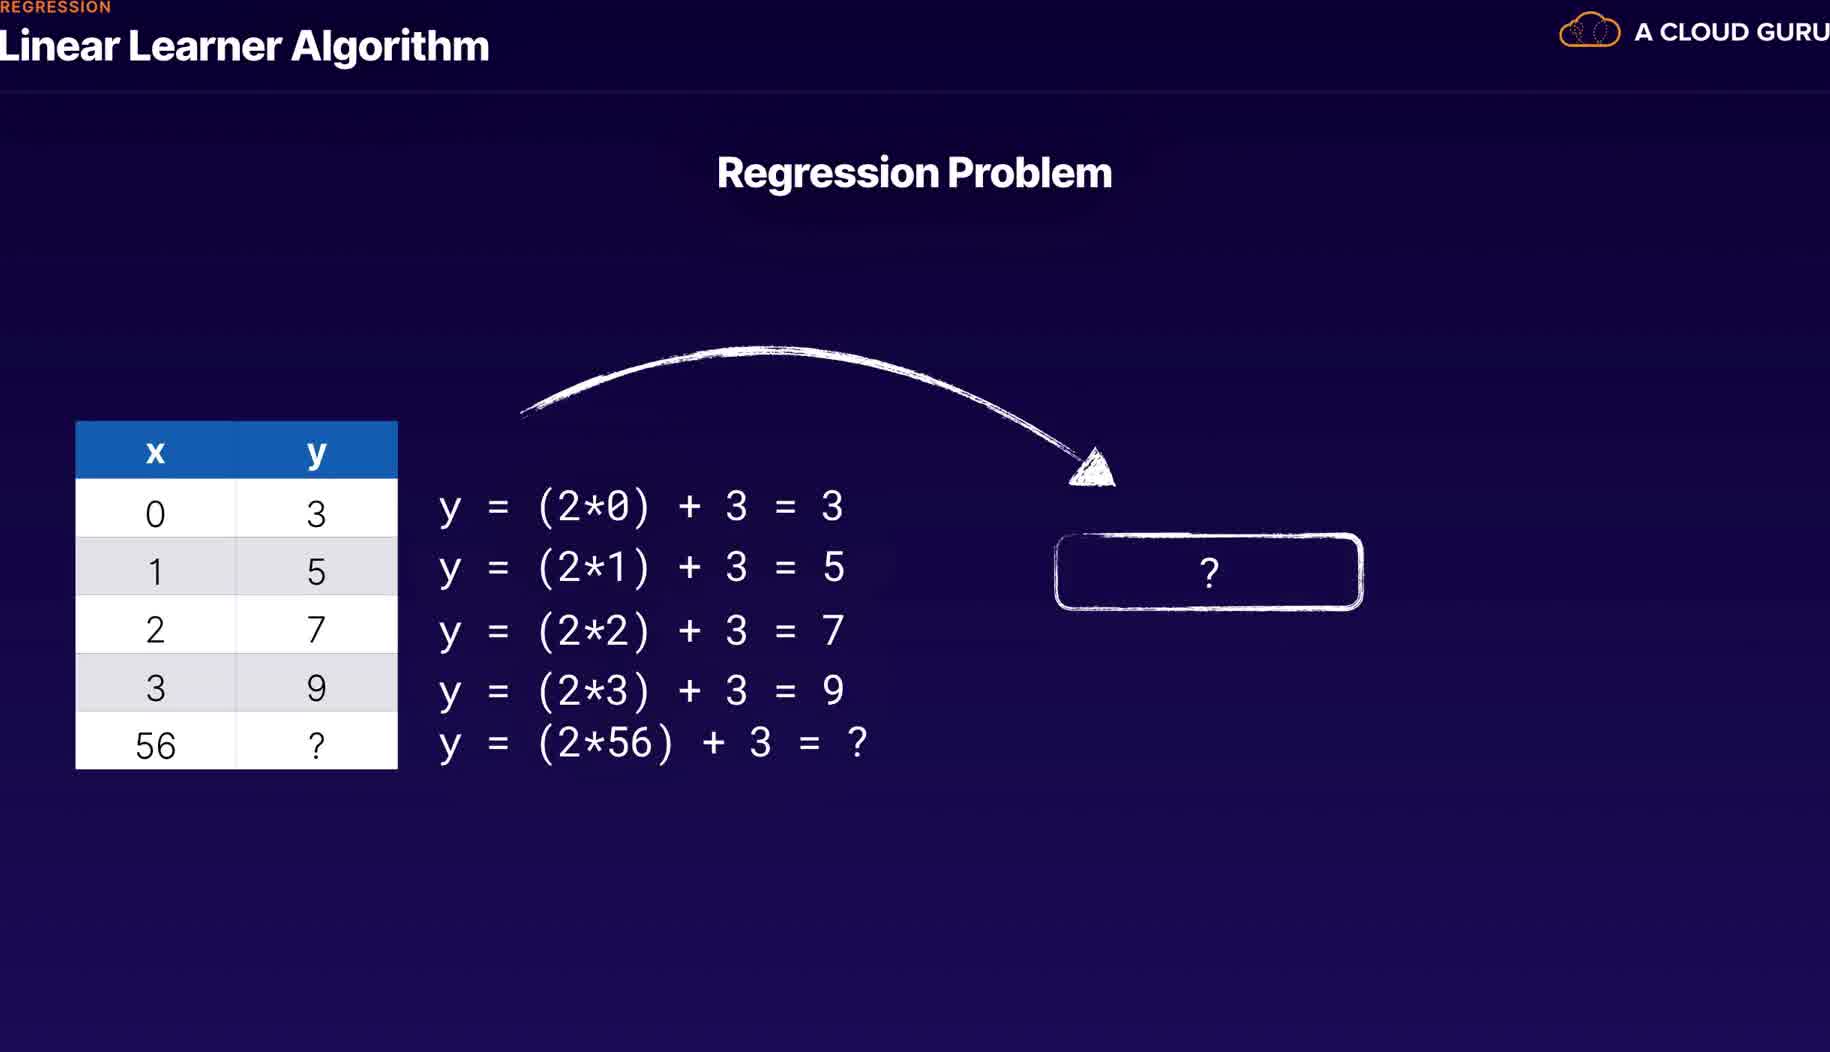 REGRESSION
Linear Learner Algorithm
A CLOUD GURU
Regression Problem
x y
0 3 y = (2*0) + 3 = 3
1 5 y = (2*1) + 3 = 5
?
2 7 y = (2*2) + 3 = 7
3 9 y = (2*3) + 3 = 9
56 ? y = (2*56) + 3 = ?